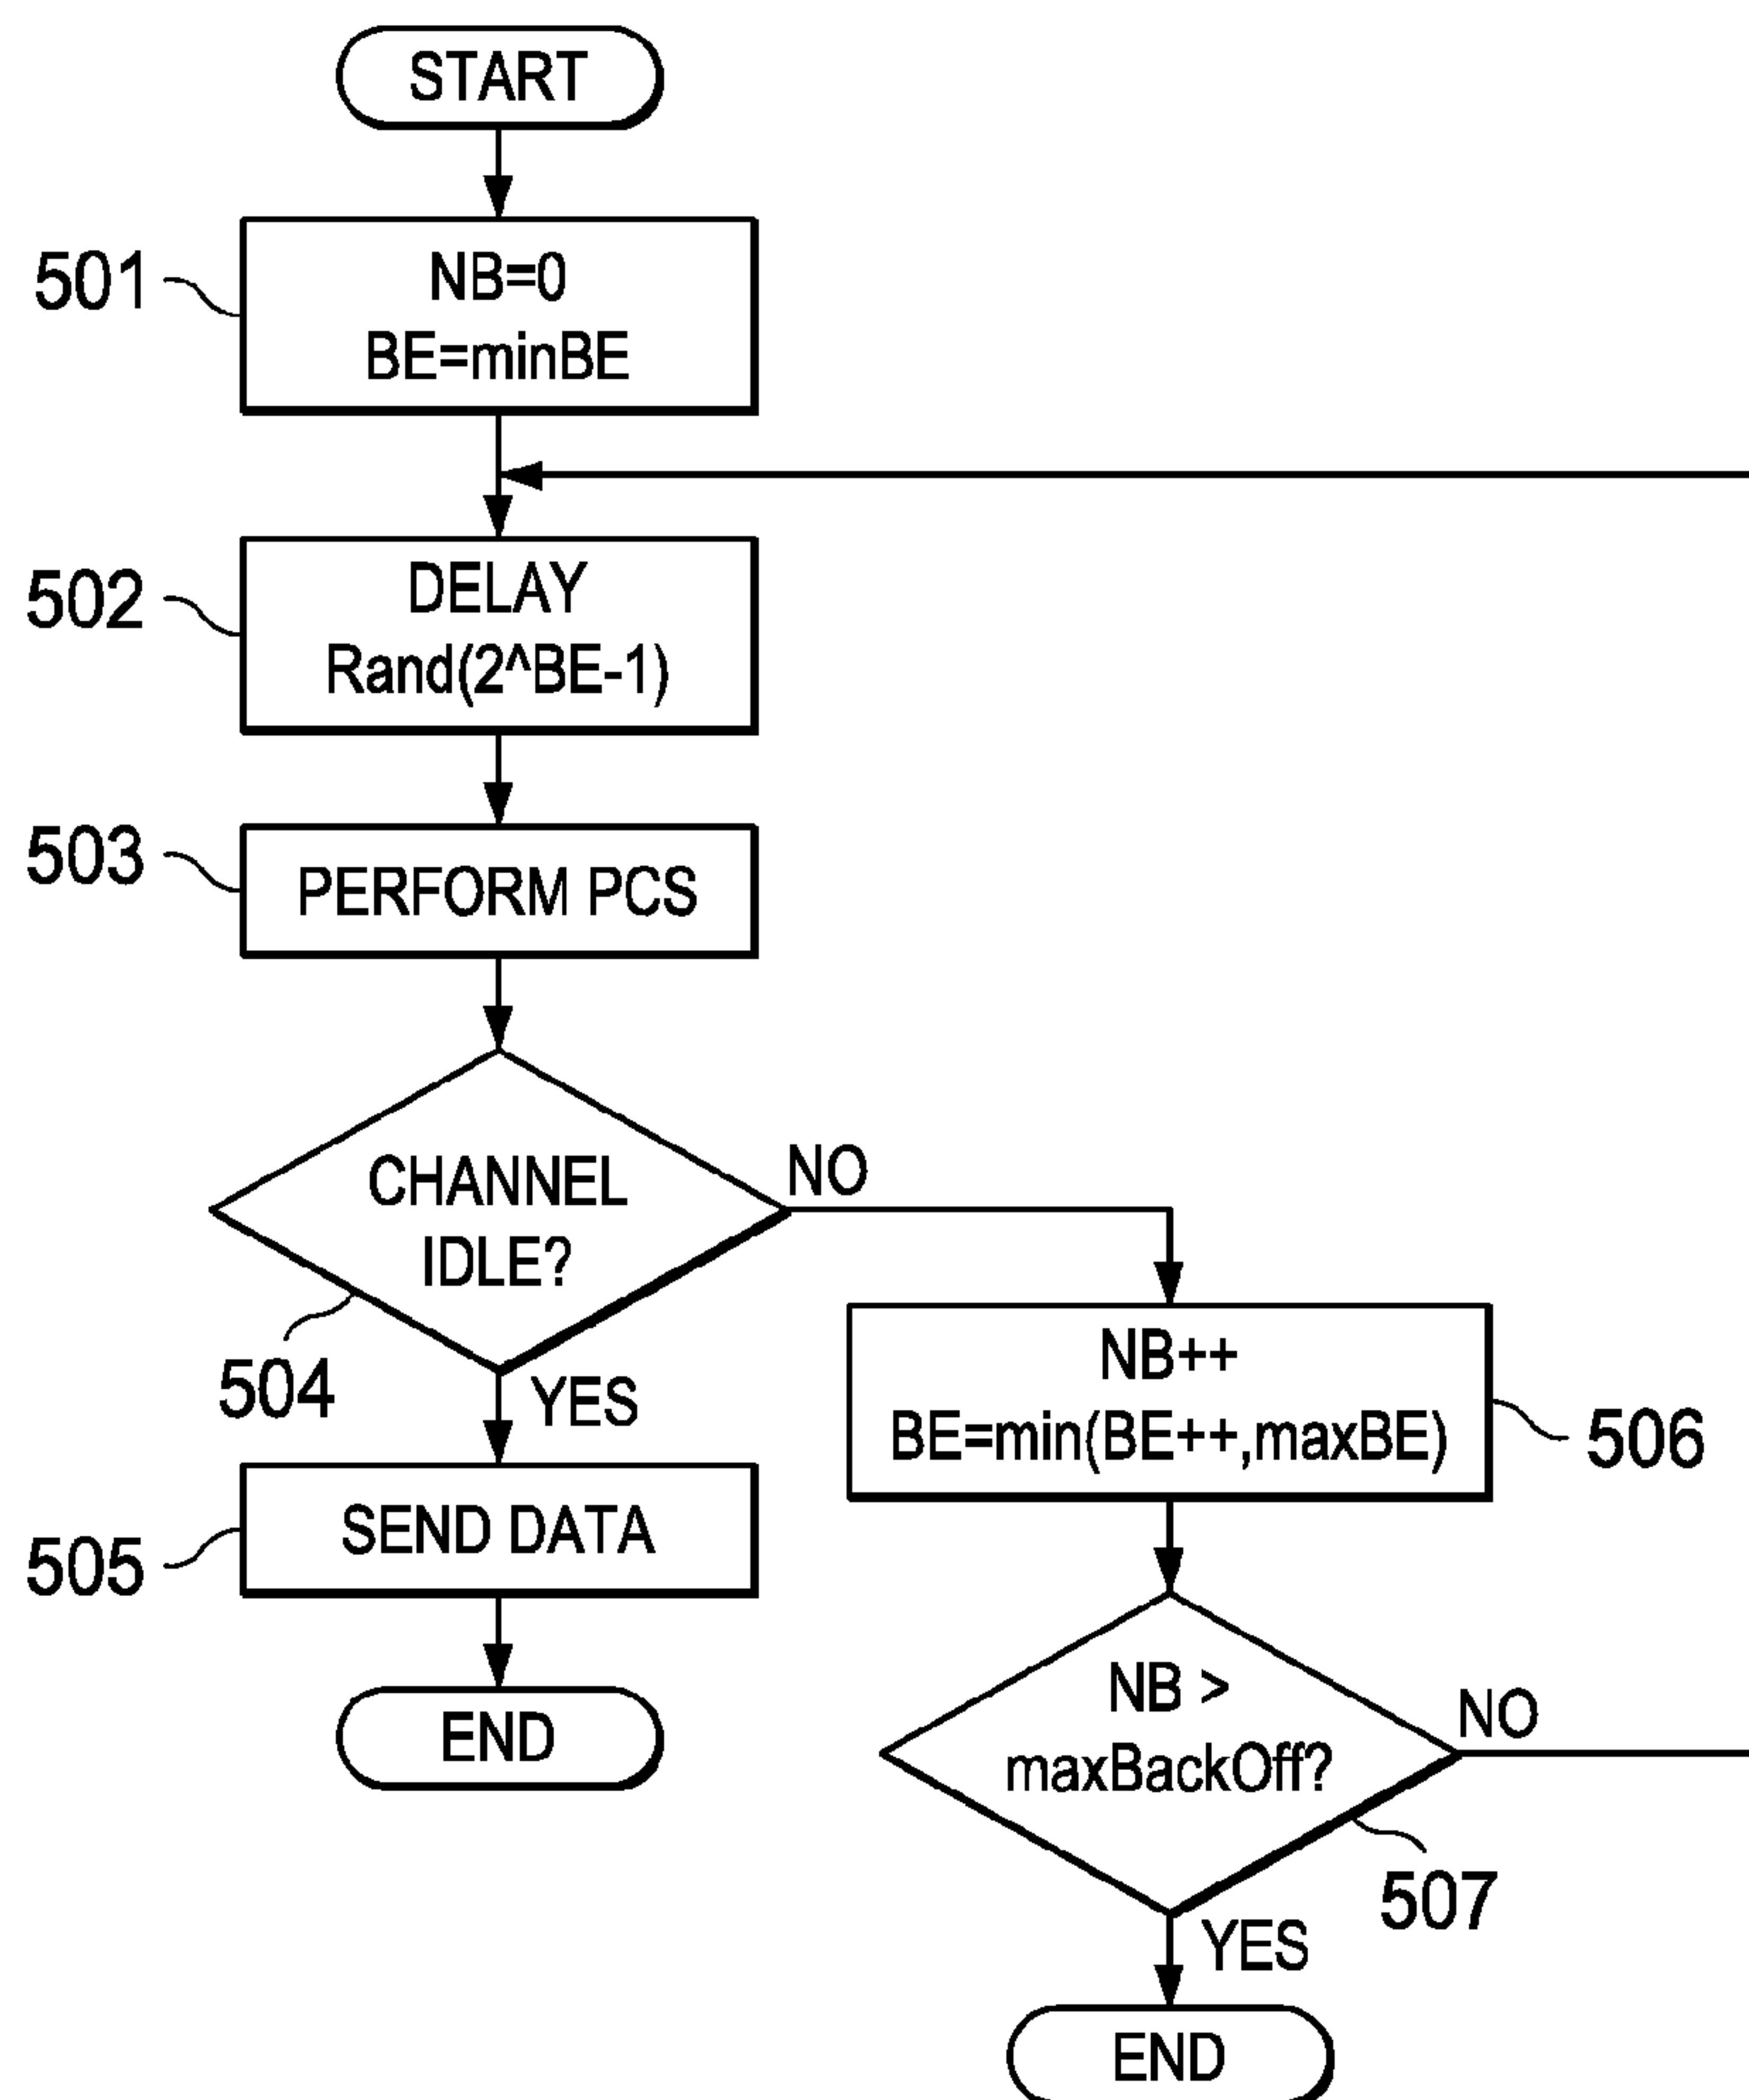 START
501
NB=0
BE=minBE
502
DELAY
Rand(2^BE-1)
503
PERFORM PCS
CHANNEL
IDLE?
NO
504
YES
NB++
BE=min(BE++,maxBE)
506
505
SEND DATA
END
NB >
maxBackOff?
NO
507
YES
END